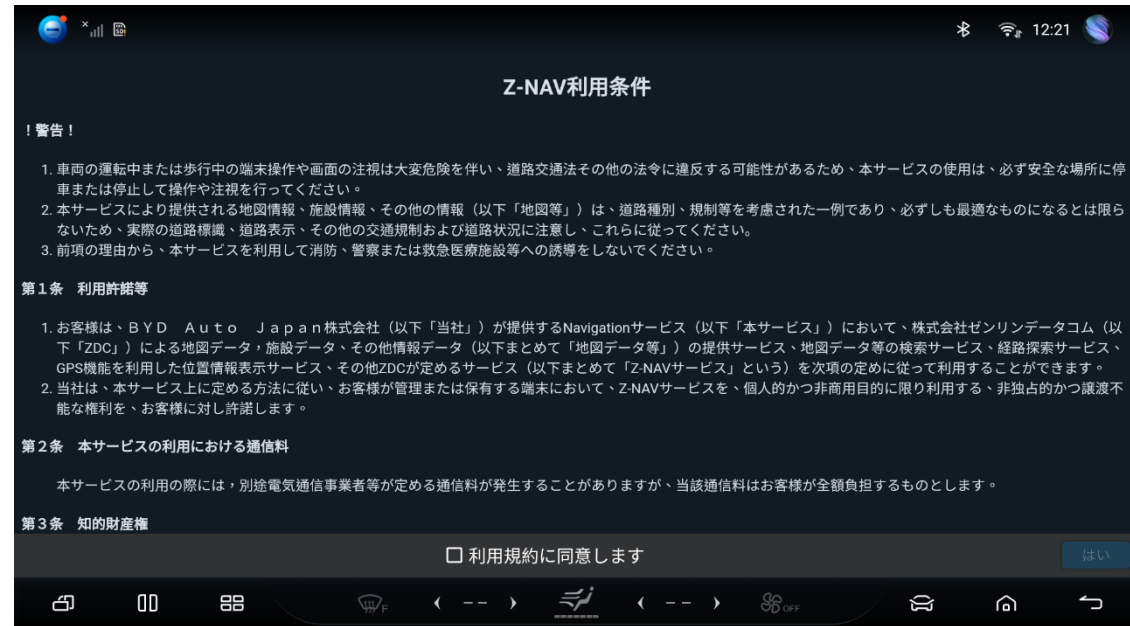 12:21
Z-NAV利用条件
！警告！
1. 車両の運転中または歩行中の端末操作や画面の注視は大変危険を伴い、道路交通法その他の法令に違反する可能性があるため、本サービスの使用は、必ず安全な場所に停
車または停止して操作や注視を行ってください。
2. 本サービスにより提供される地図情報、施設情報、その他の情報（以下「地図等」）は、道路種別、規制等を考慮された一例であり、必ずしも最適なものになるとは限ら
ないため、実際の道路標識、道路表示、その他の交通規制および道路状況に注意し、これらに従ってください。
3. 前項の理由から、本サービスを利用して消防、警察または救急医療施設等への誘導をしないでください。
第１条　利用許諾等
1. お客様は、ＢＹＤ　Ａｕｔｏ　Ｊａｐａｎ株式会社（以下「当社」）が提供するNavigationサービス（以下「本サービス」）において、株式会社ゼンリンデータコム（以
下「ZDC」）による地図データ，施設データ、その他情報データ（以下まとめて「地図データ等」）の提供サービス、地図データ等の検索サービス、経路探索サービス、
GPS機能を利用した位置情報表示サービス、その他ZDCが定めるサービス（以下まとめて「Z-NAVサービス」という）を次項の定めに従って利用することができます。
2. 当社は、本サービス上に定める方法に従い、お客様が管理または保有する端末において、Z-NAVサービスを、個人的かつ非商用目的に限り利用する、非独占的かつ譲渡不
能な権利を、お客様に対し許諾します。
第２条　本サービスの利用における通信料
本サービスの利用の際には，別途電気通信事業者等が定める通信料が発生することがありますが、当該通信料はお客様が全額負担するものとします。
第３条　知的財産権
利用規約に同意します
はい
F
--
--
OFF